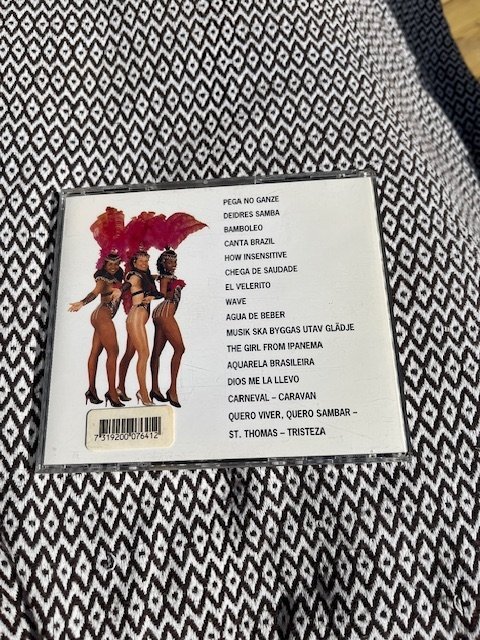 PEGA NO GANZE
DEIDRES SAMBA
BAMBOLEO
CANTA BRAZIL
HOW INSENSITIVE
CHEGA DE SAUDADE
EL VELERITO
WAVE
AGUA DE BEBER
MUSIK SKA BYGGAS UTAV GLÄDJE
THE GIRL FROM IPANEMA
AQUARELA BRASILEIRA
DIOS ME LA LLEVO
CARNEVAL – CARAVAN
QUERO VIVER, QUERO SAMBAR –
ST. THOMAS – TRISTEZA
7 319200 076412